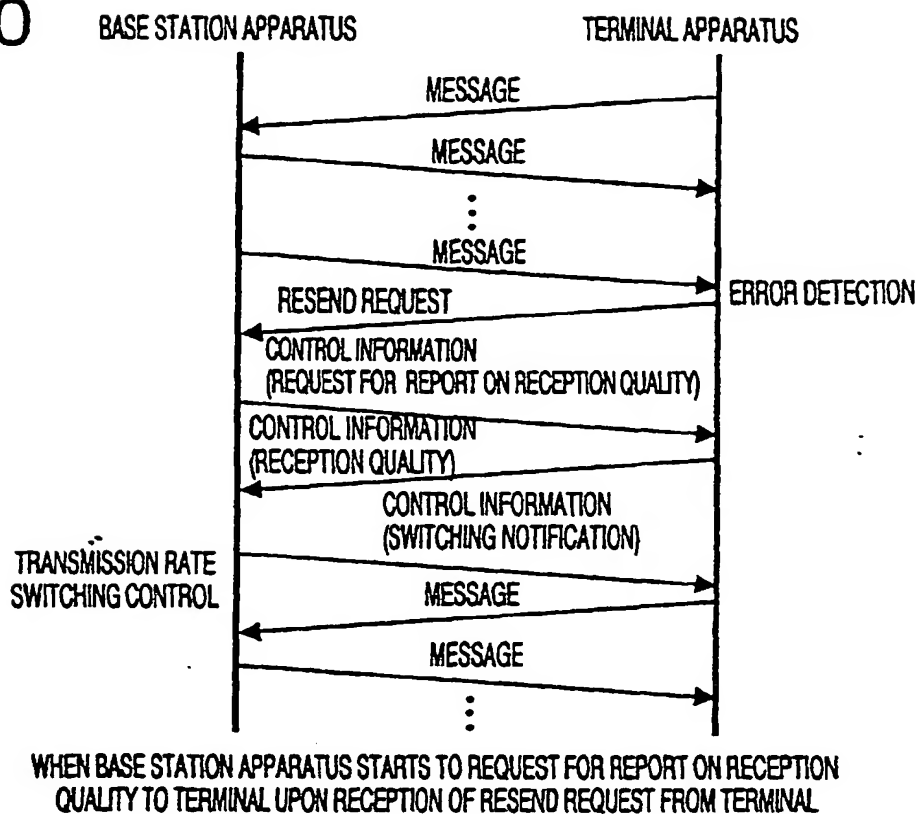 0
BASE STATION APPARATUS
TERMINAL APPARATUS
MESSAGE
MESSAGE
MESSAGE
ERROR DETECTION
RESEND REQUEST
CONTROL INFORMATION
(REQUEST FOR REPORT ON RECEPTION QUALITY)
CONTROL INFORMATION
(RECEPTION QUALITY)
CONTROL INFORMATION
(SWITCHING NOTIFICATION)
TRANSMISSION RATE
SWITCHING CONTROL
MESSAGE
MESSAGE
WHEN BASE STATION APPARATUS STARTS TO REQUEST FOR REPORT ON RECEPTION
QUALITY TO TERMINAL UPON RECEPTION OF RESEND REQUEST FROM TERMINAL